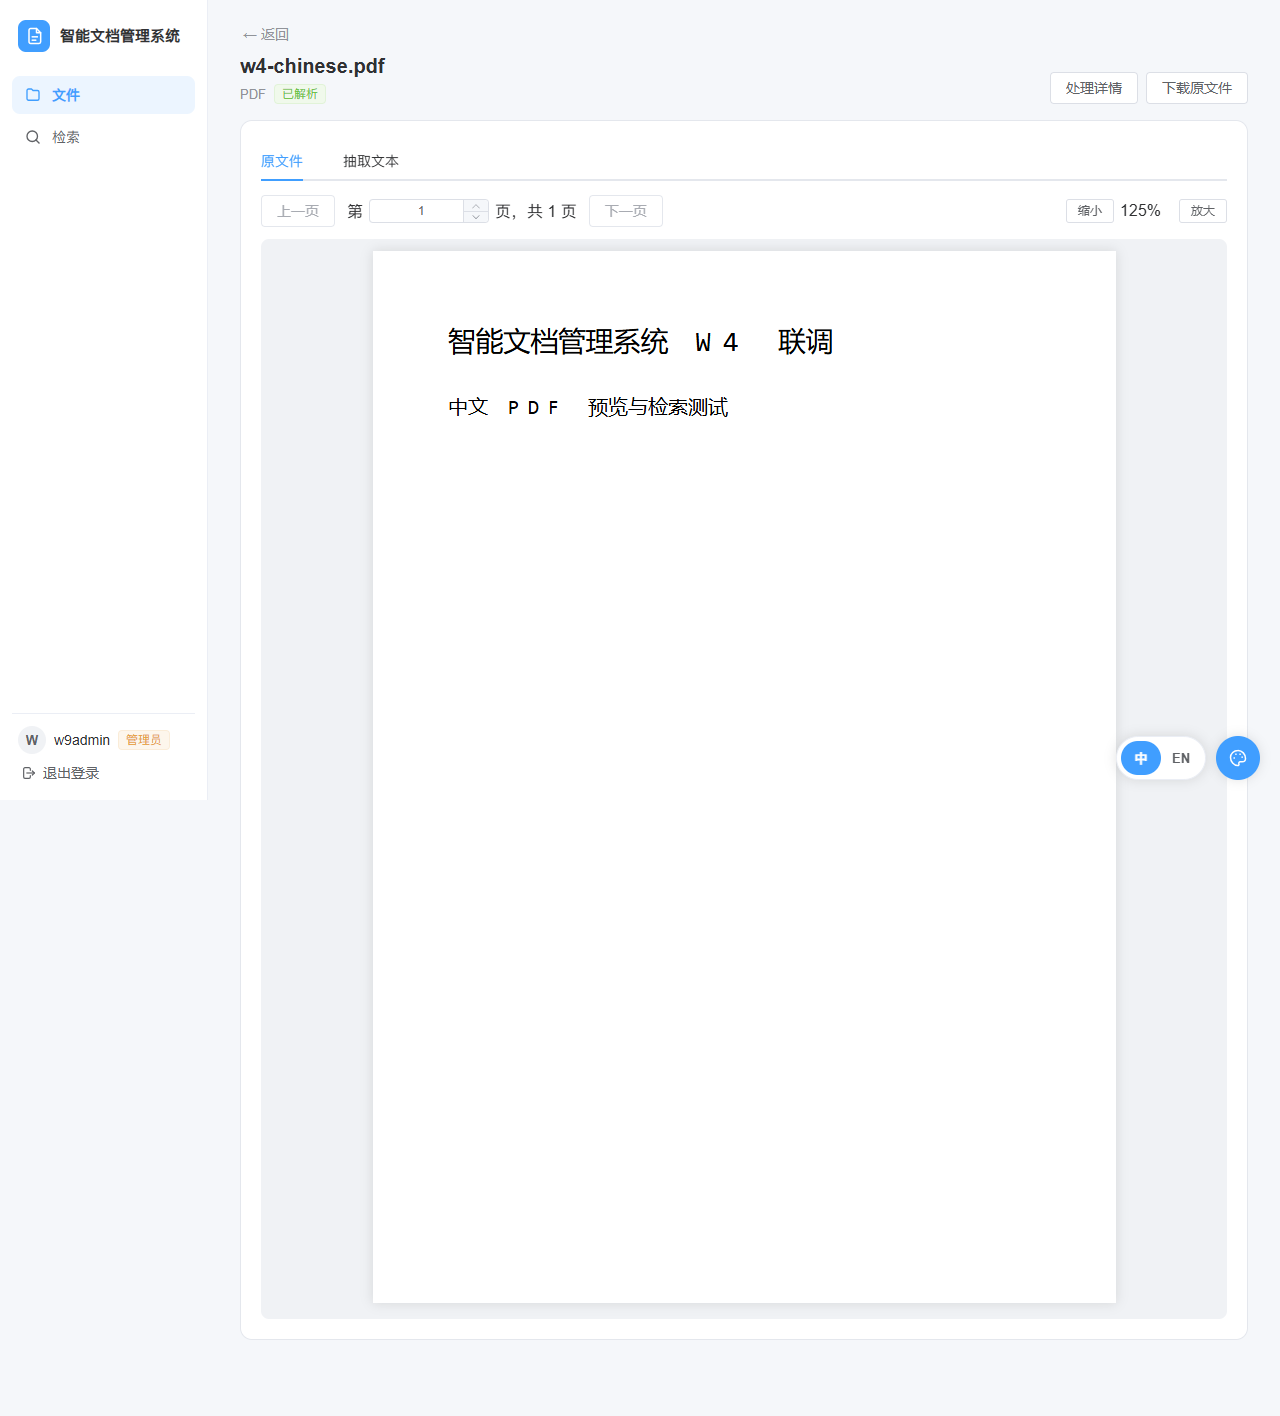 智能文档管理系统
文件
检索
← 返回
w4-chinese.pdf
PDF 已解析
处理详情 下载原文件
原文件 抽取文本
上一页 第 1 页，共 1 页 下一页 缩小 125% 放大
智能文档管理系统 W4 联调
中文 PDF 预览与检索测试
W w9admin 管理员
退出登录
中 EN